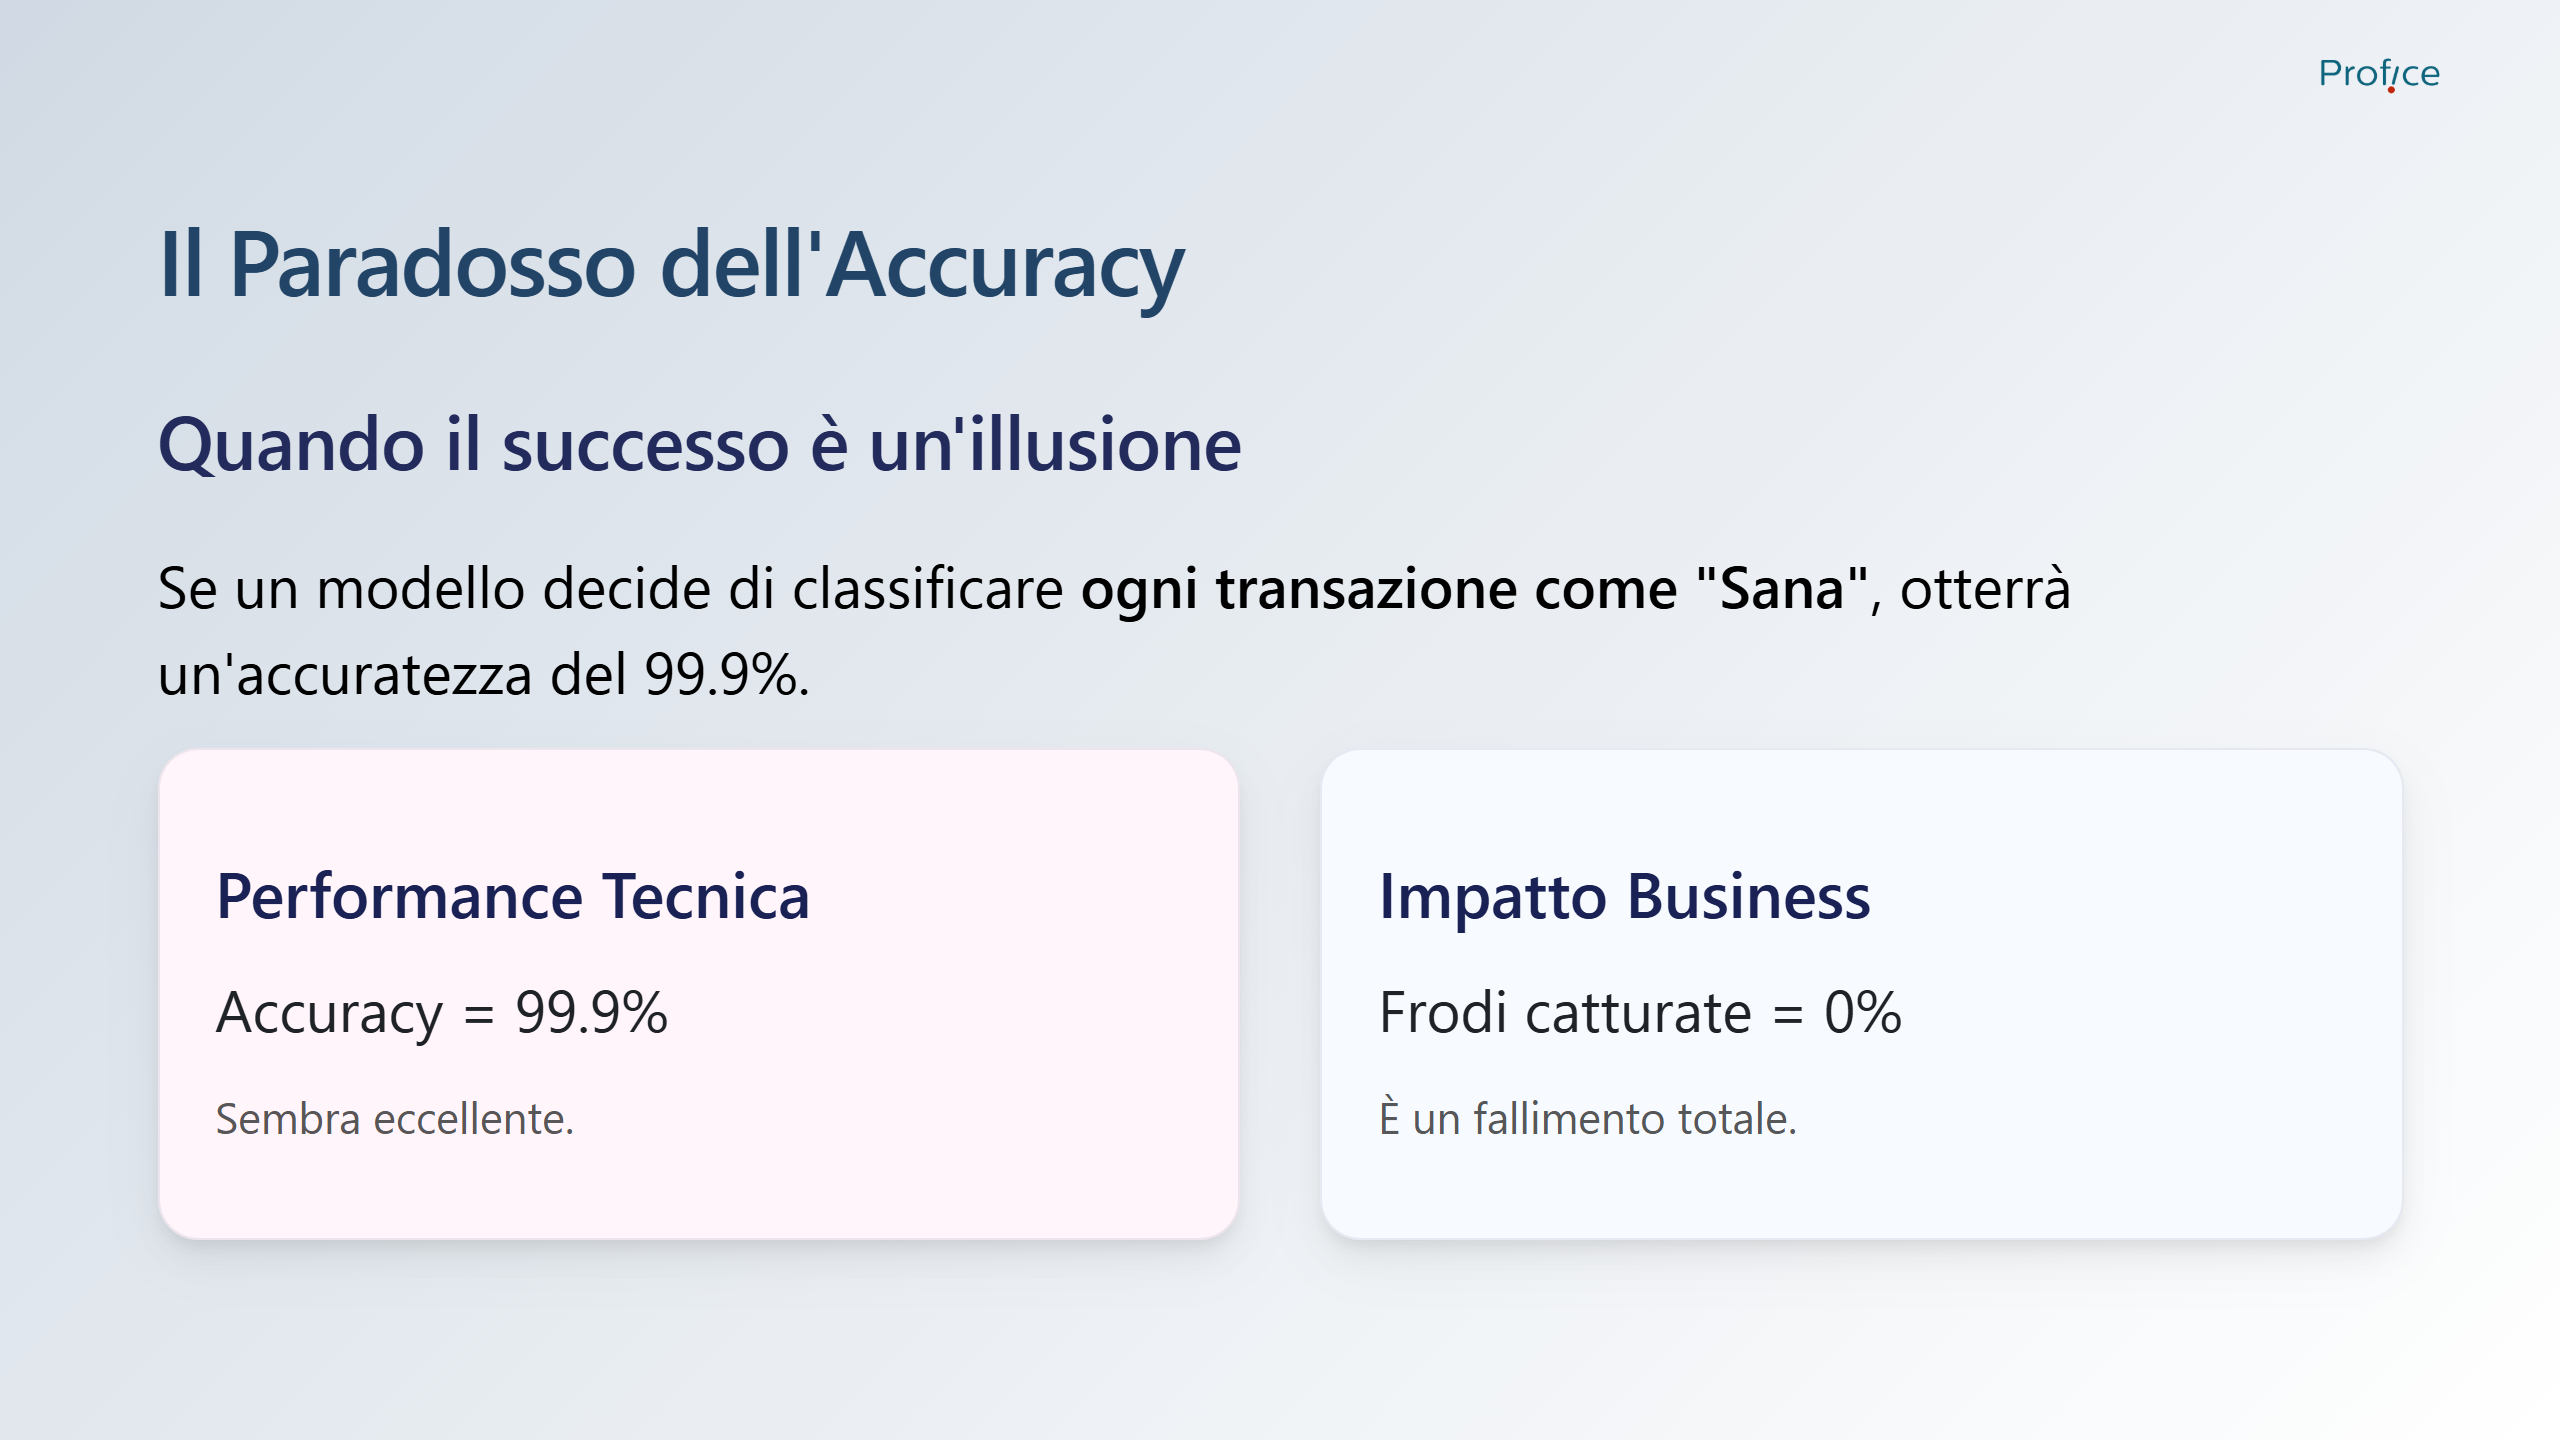 Profice
Il Paradosso dell'Accuracy
Quando il successo è un'illusione
Se un modello decide di classificare ogni transazione come "Sana", otterrà
un'accuratezza del 99.9%.
Performance Tecnica
Accuracy = 99.9%
Sembra eccellente.
Impatto Business
Frodi catturate = 0%
È un fallimento totale.